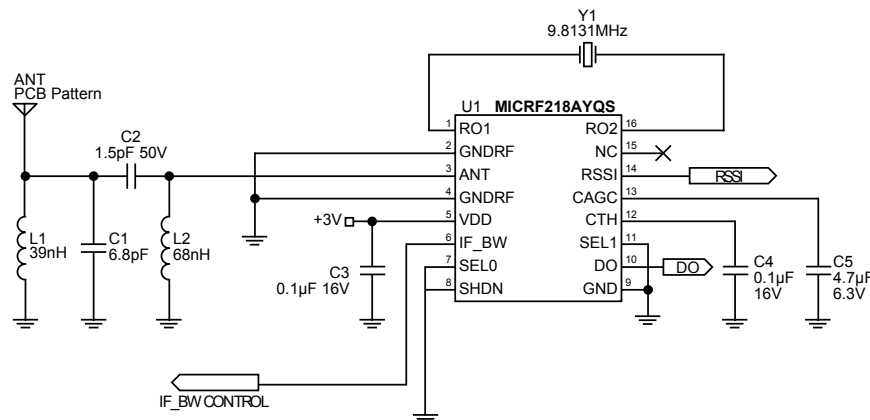 Y1
9.8131MHz
ANT
PCB Pattern
U1 MICRF218AYQS
C2
1.5pF 50V
1 RO1 RO2 16
2 GNDRF NC 15
3 ANT RSSI 14 RSSI
4 GNDRF CAGC 13
+3V 5 VDD CTH 12
6 IF_BW SEL1 11
7 SEL0 DO 10 DO
8 SHDN GND 9
L1
39nH
C1
6.8pF
L2
68nH
C3
0.1µF 16V
C4
0.1µF
16V
C5
4.7µF
6.3V
IF_BW CONTROL